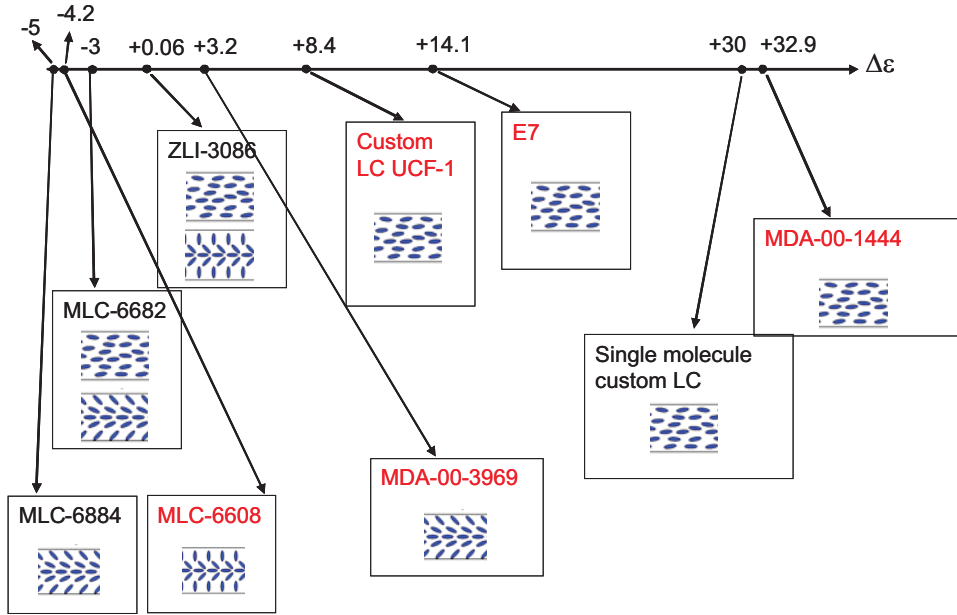 -5
-4.2
-3
+0.06
+3.2
+8.4
+14.1
+30
+32.9
Δε
ZLI-3086
Custom
LC UCF-1
E7
MDA-00-1444
MLC-6682
Single molecule
custom LC
MDA-00-3969
MLC-6884
MLC-6608